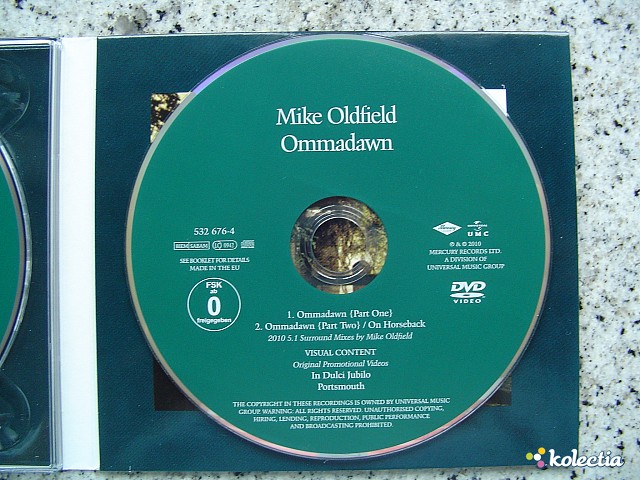 Mike Oldfield
Ommadawn
532 676-4
BIEM/SABAM
LC 0942
SEE BOOKLET FOR DETAILS
MADE IN THE EU
FSK
ab
0
freigegeben
UMC
℗ & © 2010
MERCURY RECORDS LTD.
A DIVISION OF
UNIVERSAL MUSIC GROUP
DVD
VIDEO
1. Ommadawn {Part One}
2. Ommadawn {Part Two} / On Horseback
2010 5.1 Surround Mixes by Mike Oldfield
VISUAL CONTENT
Original Promotional Videos
In Dulci Jubilo
Portsmouth
THE COPYRIGHT IN THESE RECORDINGS IS OWNED BY UNIVERSAL MUSIC
GROUP. WARNING: ALL RIGHTS RESERVED. UNAUTHORISED COPYING,
HIRING, LENDING, REPRODUCTION, PUBLIC PERFORMANCE
AND BROADCASTING PROHIBITED.
kolectia